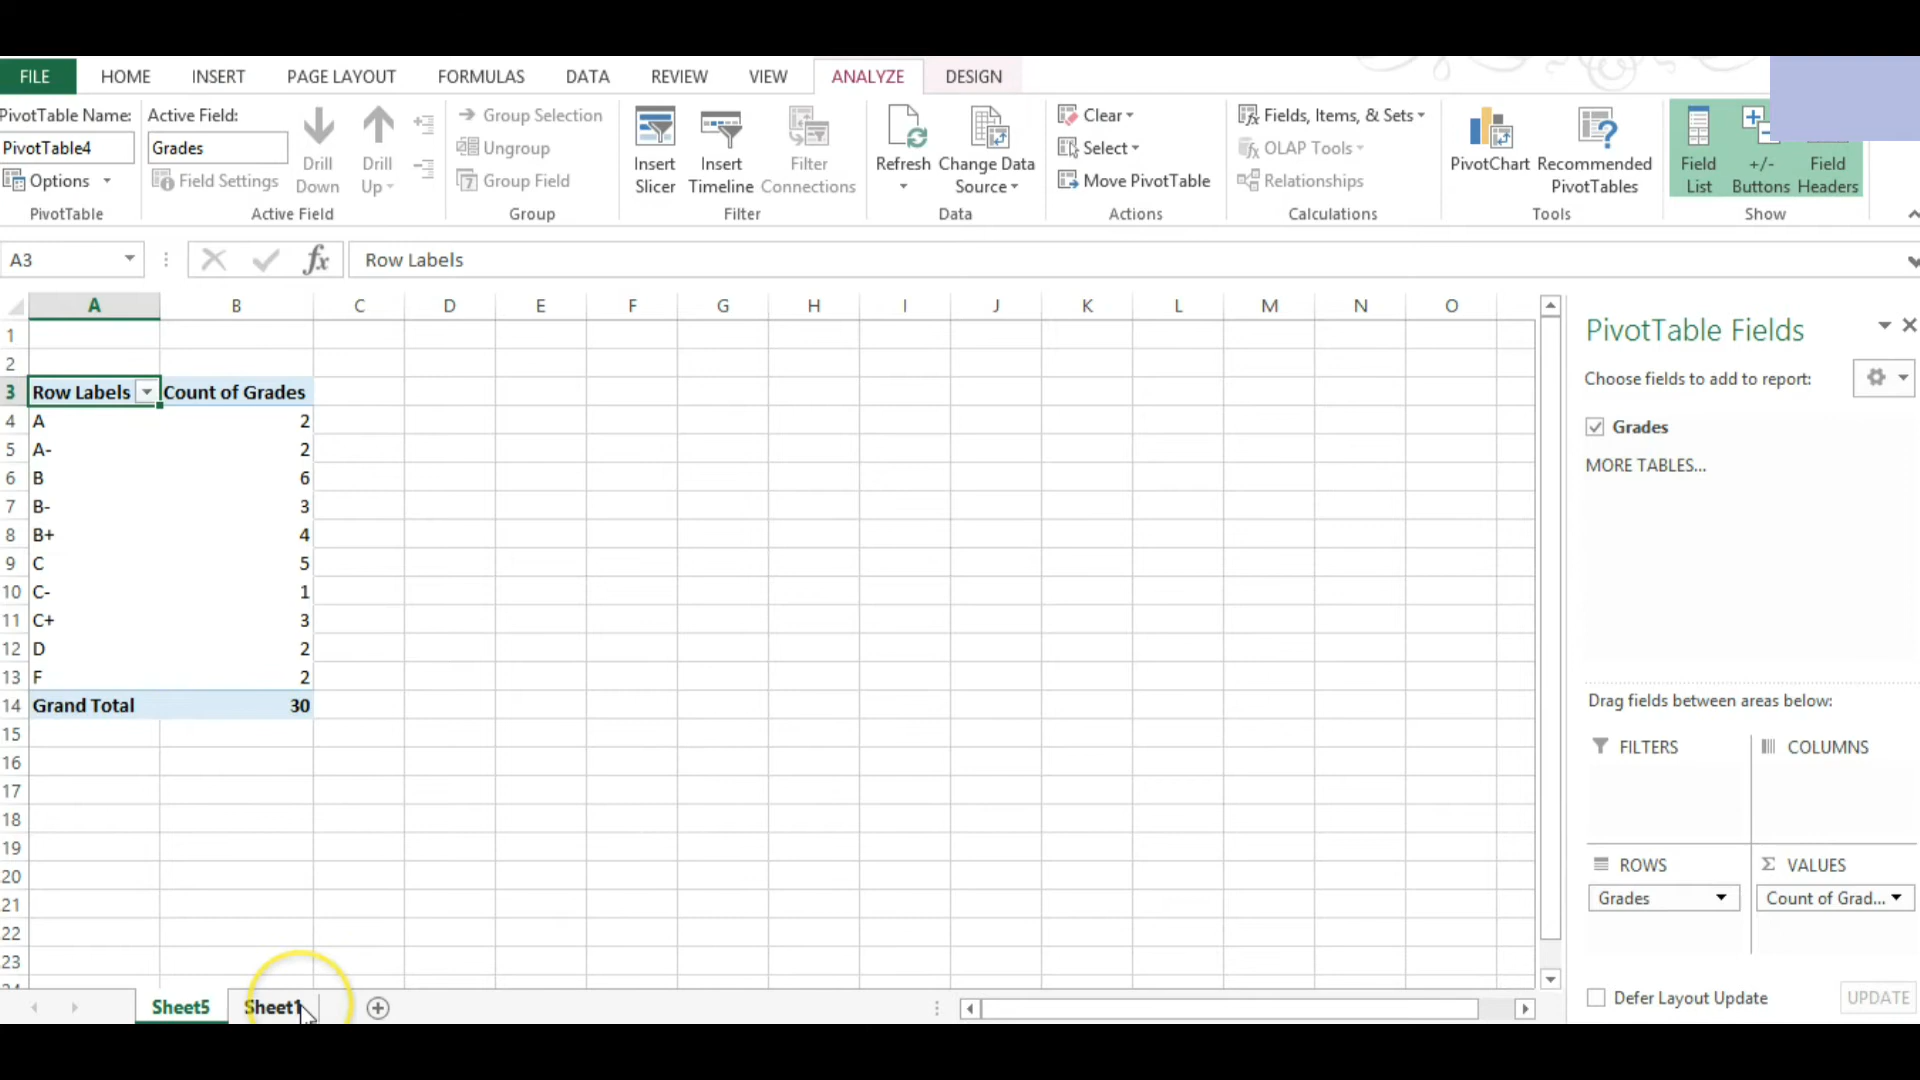 FILE HOME INSERT PAGE LAYOUT FORMULAS DATA REVIEW VIEW ANALYZE DESIGN
PivotTable Name: Active Field: Group Selection Clear Fields, Items, & Sets
PivotTable4 Grades Ungroup Select OLAP Tools
Options Field Settings Drill Down Drill Up Group Field Insert Slicer Insert Timeline Filter Connections Refresh Change Data Source Move PivotTable Relationships PivotChart Recommended PivotTables Field List +/- Buttons Field Headers
PivotTable Active Field Group Filter Data Actions Calculations Tools Show
A3 fx Row Labels
A B C D E F G H I J K L M N O
1
2
3 Row Labels Count of Grades
4 A 2
5 A- 2
6 B 6
7 B- 3
8 B+ 4
9 C 5
10 C- 1
11 C+ 3
12 D 2
13 F 2
14 Grand Total 30
15
16
17
18
19
20
21
22
23
Sheet5 Sheet1
PivotTable Fields
Choose fields to add to report:
Grades
MORE TABLES...
Drag fields between areas below:
FILTERS COLUMNS
ROWS Σ VALUES
Grades Count of Grad...
Defer Layout Update UPDATE